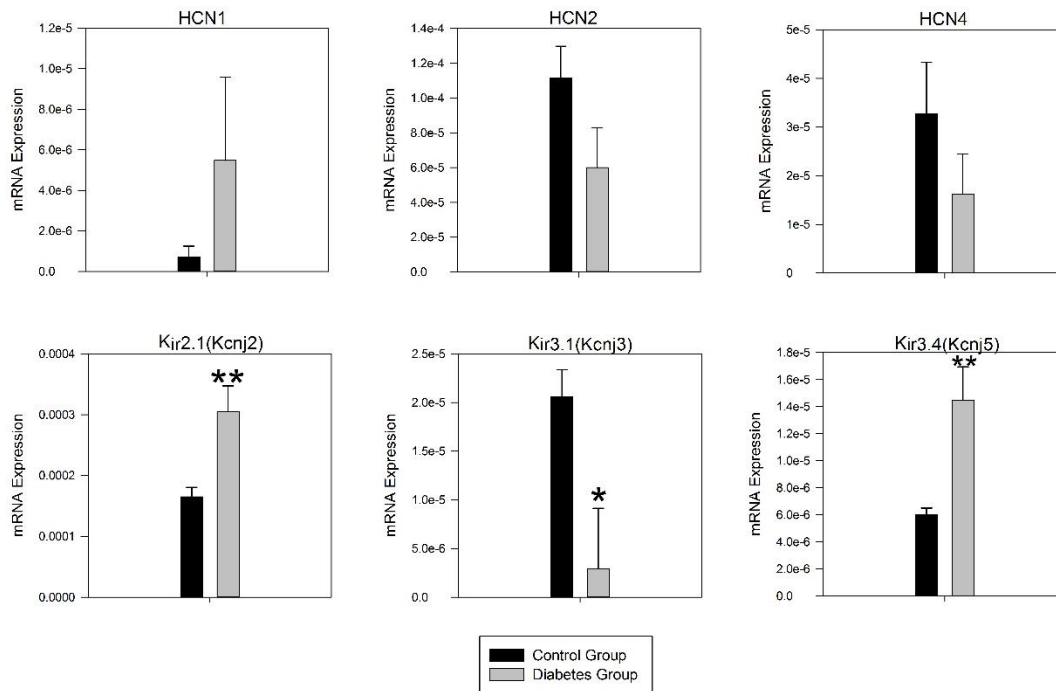 HCN1
mRNA Expression
1.2e-5
1.0e-5
8.0e-6
6.0e-6
4.0e-6
2.0e-6
0.0
HCN2
mRNA Expression
1.4e-4
1.2e-4
1.0e-4
8.0e-5
6.0e-5
4.0e-5
2.0e-5
0.0
HCN4
mRNA Expression
5e-5
4e-5
3e-5
2e-5
1e-5
0
Kir2.1(Kcnj2)
mRNA Expression
0.0004
0.0003
0.0002
0.0001
0.0000
**
Kir3.1(Kcnj3)
mRNA Expression
2.5e-5
2.0e-5
1.5e-5
1.0e-5
5.0e-6
0.0
*
Kir3.4(Kcnj5)
mRNA Expression
1.8e-5
1.6e-5
1.4e-5
1.2e-5
1.0e-5
8.0e-6
6.0e-6
4.0e-6
2.0e-6
0.0
**
Control Group
Diabetes Group